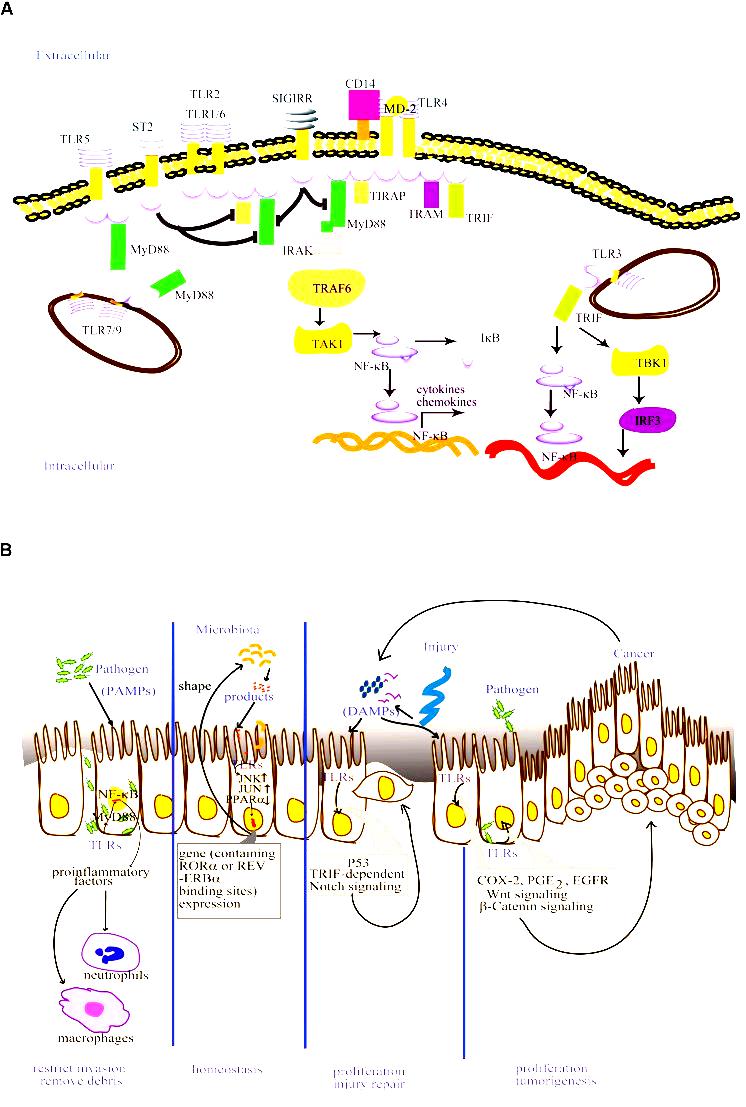 A
Extracellular
TLR5
ST2
TLR2
TLR1/6
SIGIRR
CD14
MD-2
TLR4
MyD88
MyD88
TLR7/9
IRAK
MyD88
TIRAP
TRAM
TRIF
TRAF6
TAK1
NF-κB
IκB
cytokines
chemokines
NF-κB
TLR3
TRIF
NF-κB
TBK1
IRF3
NF-κB
Intracellular
B
Pathogen
(PAMPs)
NF-κB
MyD88
TLRs
proinflammatory
factors
neutrophils
macrophages
restrict invasion
remove debris
Microbiota
shape
products
TLRs
JNK↑
JUN↑
PPARα↓
gene (containing
RORα or REV
-ERBα
binding sites)
expression
homeostasis
Injury
(DAMPs)
TLRs
P53
TRIF-dependent
Notch signaling
proliferation
injury repair
Cancer
Pathogen
TLRs
TLRs
COX-2, PGE2, EGFR
Wnt signaling
β-Catenin signaling
proliferation
tumorigenesis